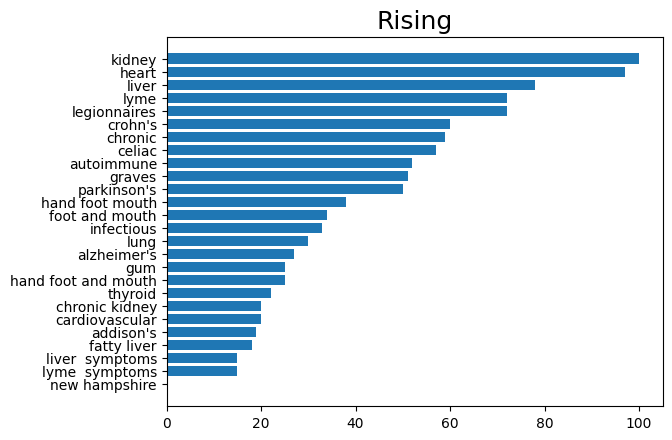 Rising
kidney
heart
liver
lyme
legionnaires
crohn's
chronic
celiac
autoimmune
graves
parkinson's
hand foot mouth
foot and mouth
infectious
lung
alzheimer's
gum
hand foot and mouth
thyroid
chronic kidney
cardiovascular
addison's
fatty liver
liver  symptoms
lyme  symptoms
new hampshire
0 20 40 60 80 100